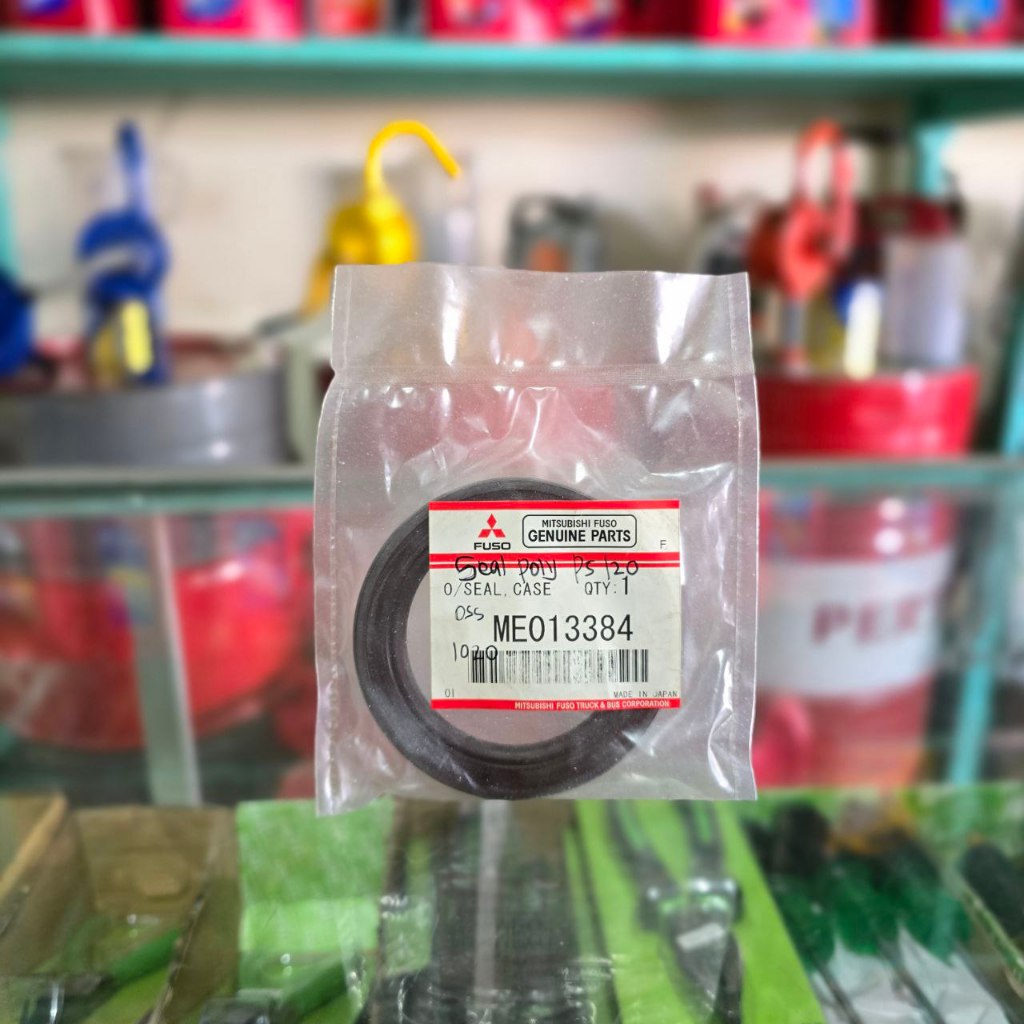 FUSO
MITSUBISHI FUSO
GENUINE PARTS
F
Seal poly PS 120
O/SEAL, CASE QTY:1
OSS
ME013384
1020
01 MADE IN JAPAN
MITSUBISHI FUSO TRUCK & BUS CORPORATION
PER